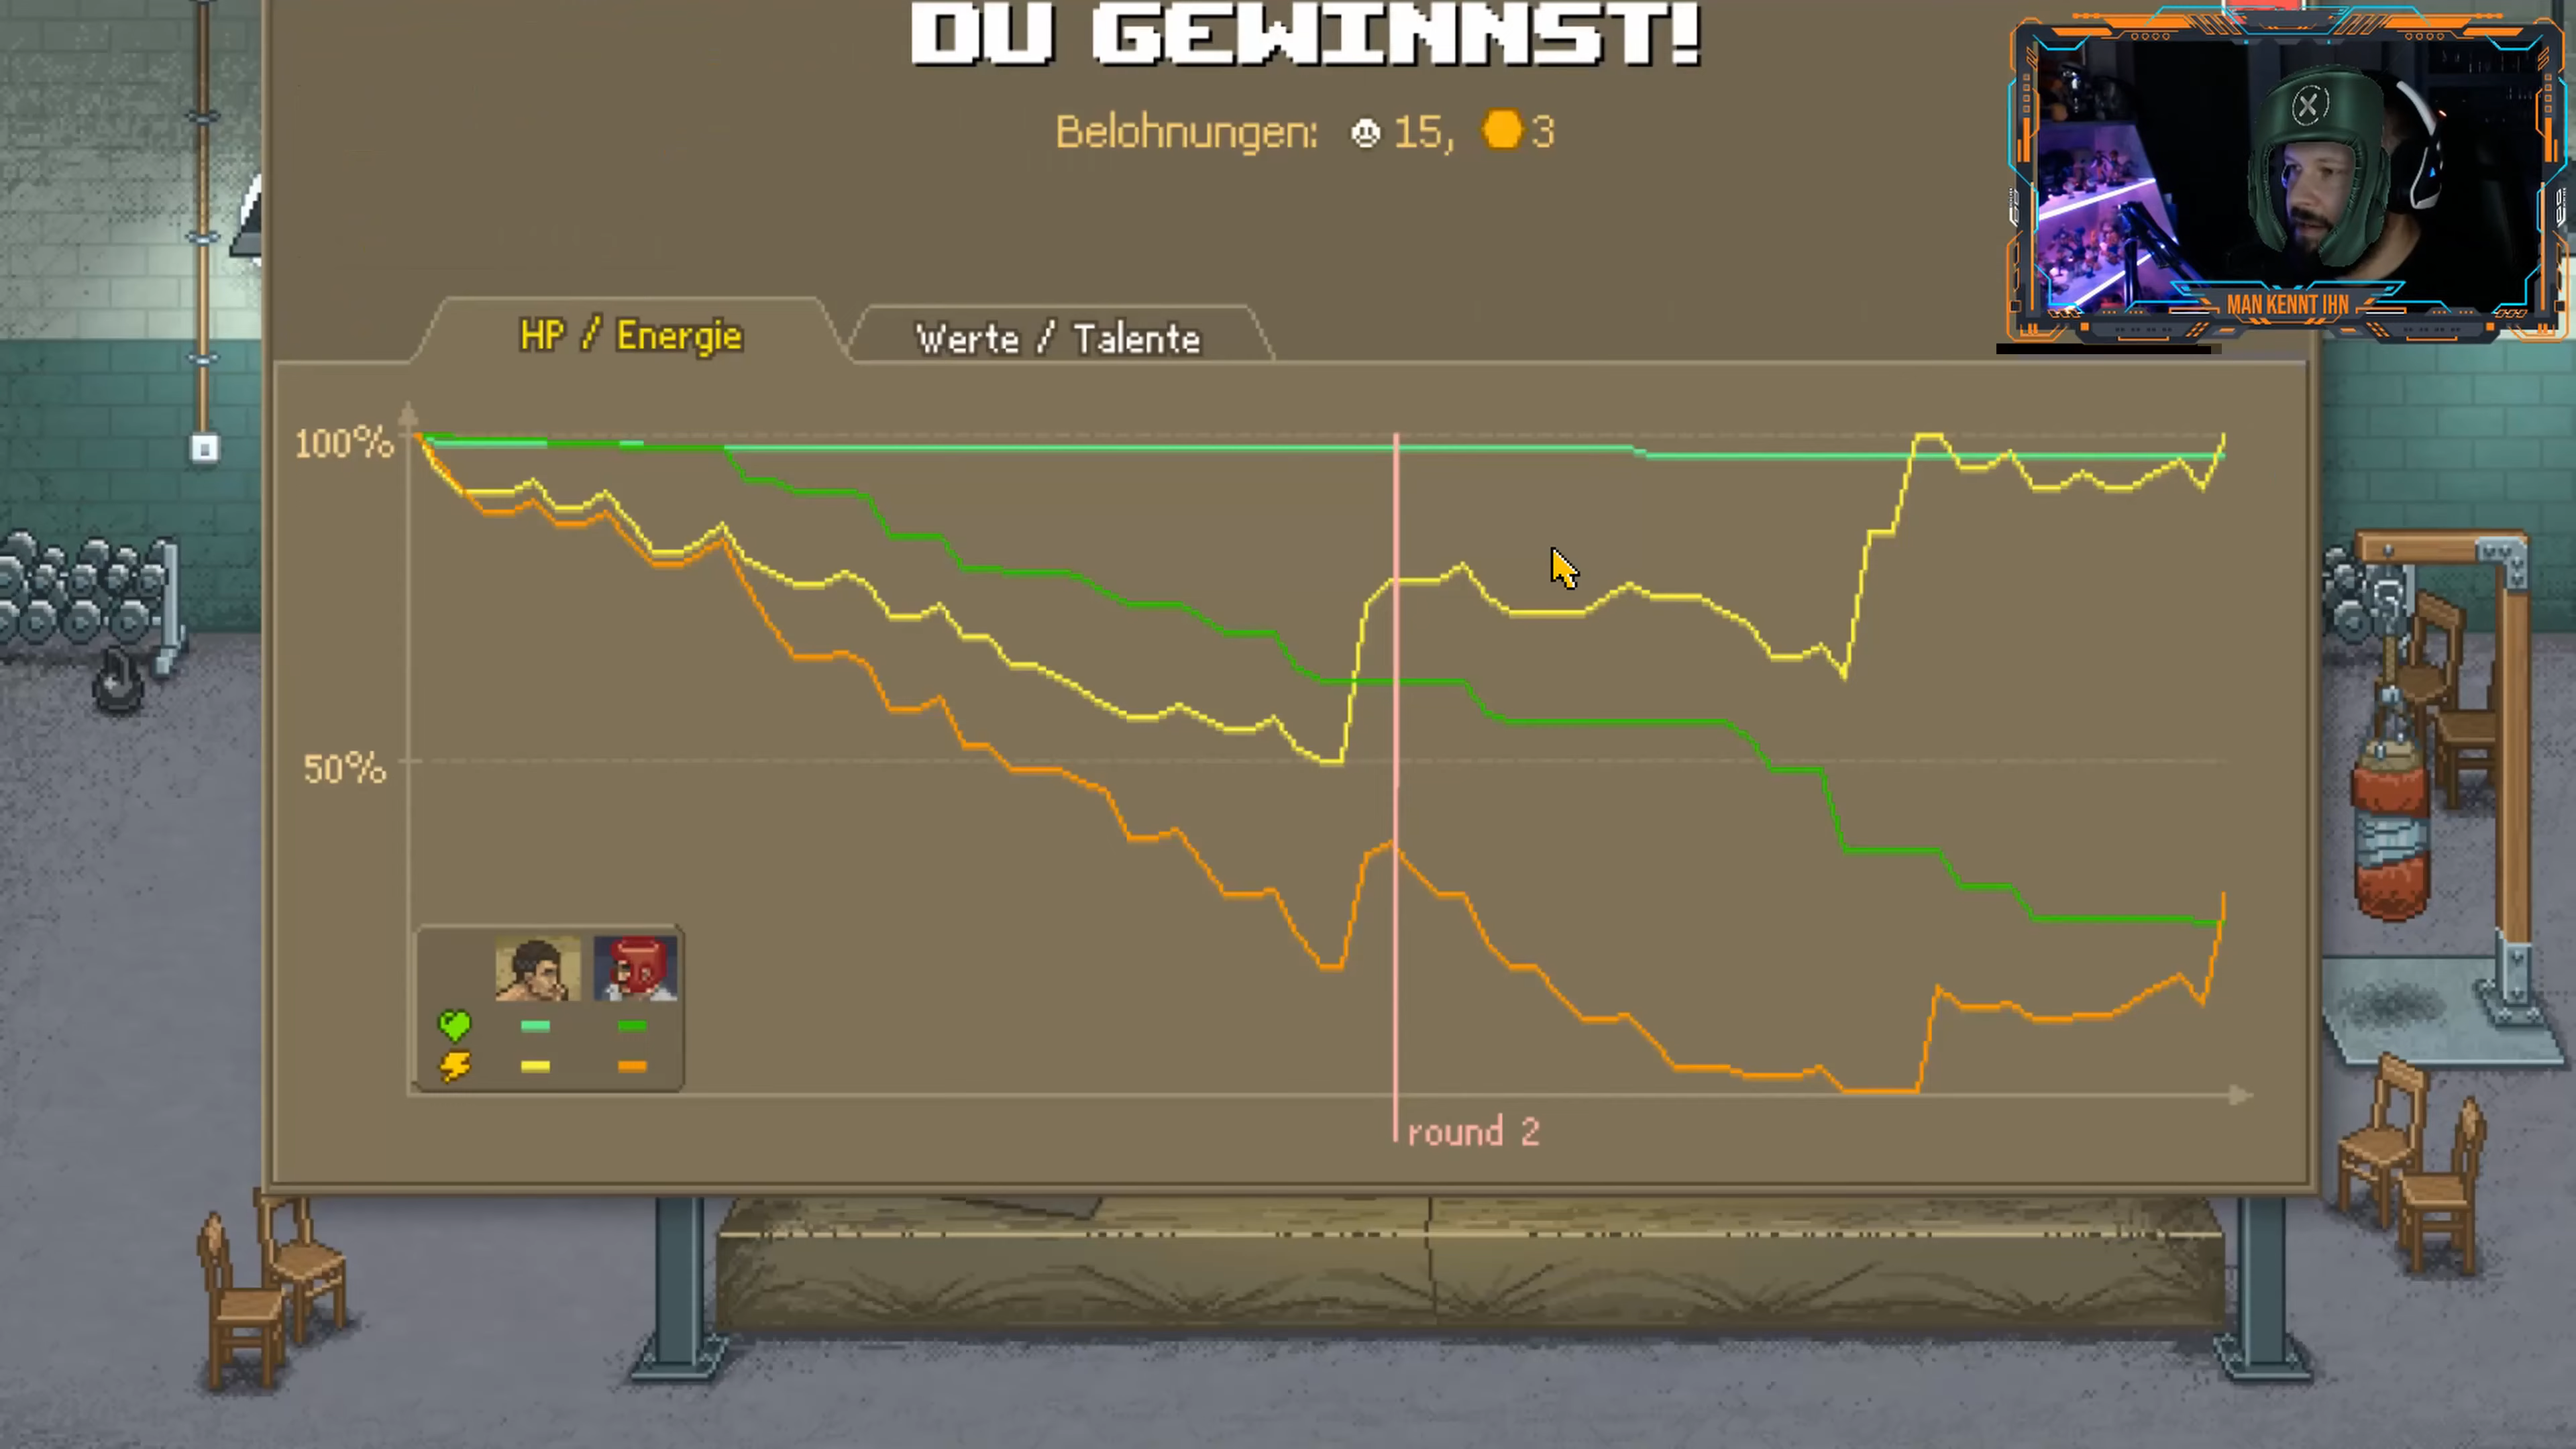 DU GEWINNST!
Belohnungen: 15, 3
MAN KENNT IHN
HP / Energie
Werte / Talente
100%
50%
round 2